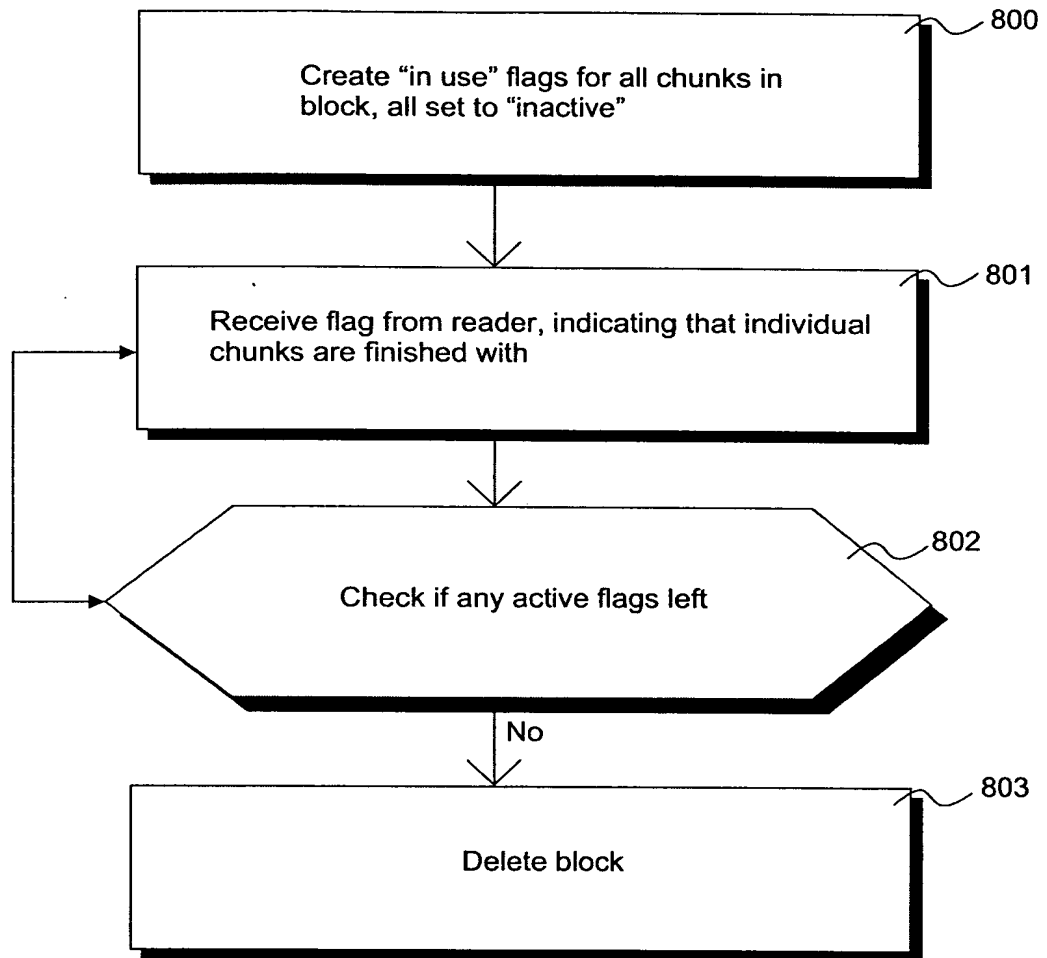 800
Create “in use” flags for all chunks in
block, all set to “inactive”
801
Receive flag from reader, indicating that individual
chunks are finished with
802
Check if any active flags left
No
803
Delete block